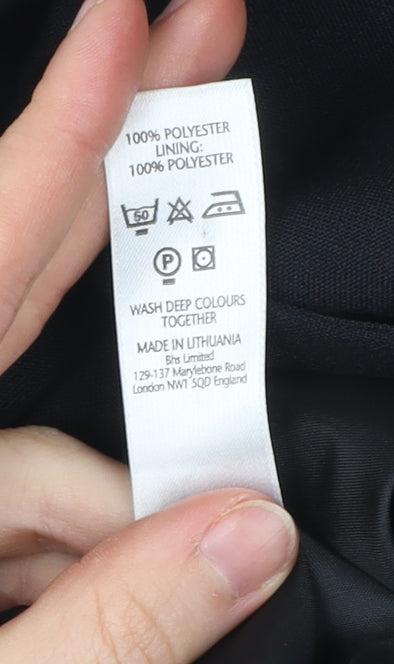 100% POLYESTER
LINING:
100% POLYESTER
50
P
WASH DEEP COLOURS
TOGETHER
MADE IN LITHUANIA
Bhs Limited
129-137 Marylebone Road
London NW1 5QD England